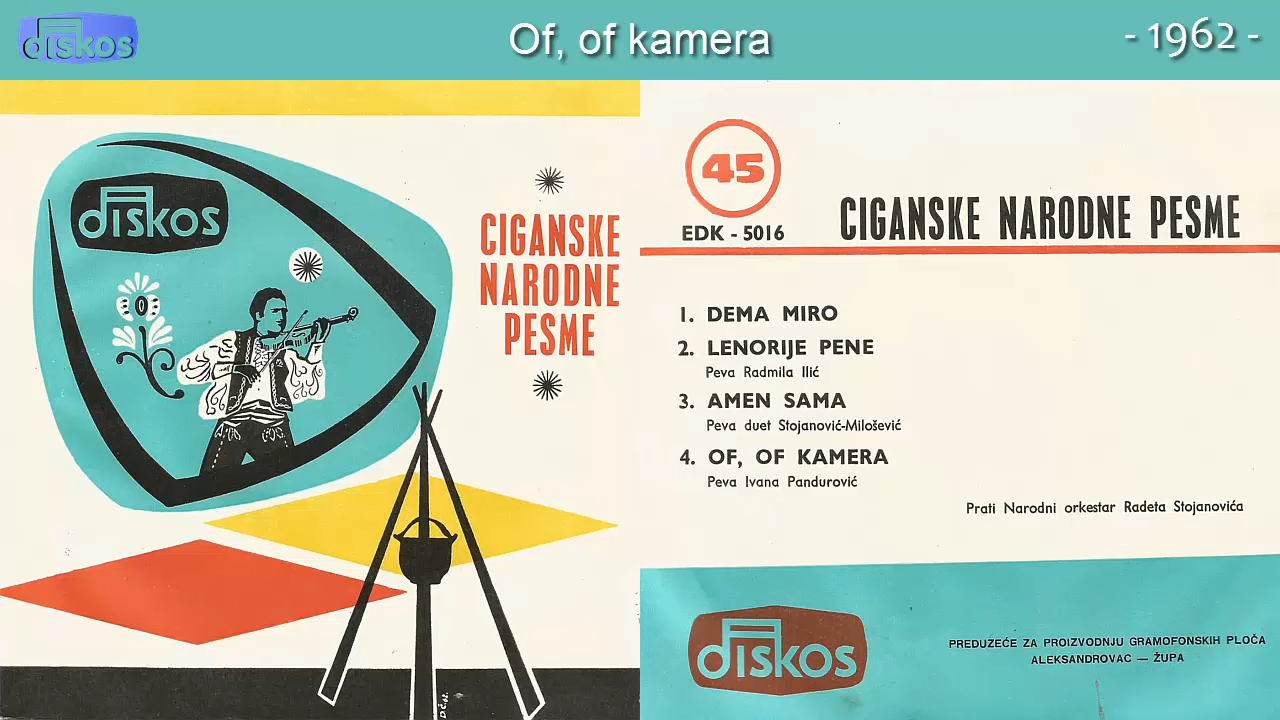 diskos
Of, of kamera
- 1962 -
diskos
CIGANSKE
NARODNE
PESME
D.Č. 62.
45
EDK - 5016
CIGANSKE NARODNE PESME
1. DEMA MIRO
2. LENORIJE PENE
Peva Radmila Ilić
3. AMEN SAMA
Peva duet Stojanović-Milošević
4. OF, OF KAMERA
Peva Ivana Pandurović
Prati Narodni orkestar Radeta Stojanovića
diskos
PREDUZEĆE ZA PROIZVODNJU GRAMOFONSKIH PLOČA
ALEKSANDROVAC — ŽUPA